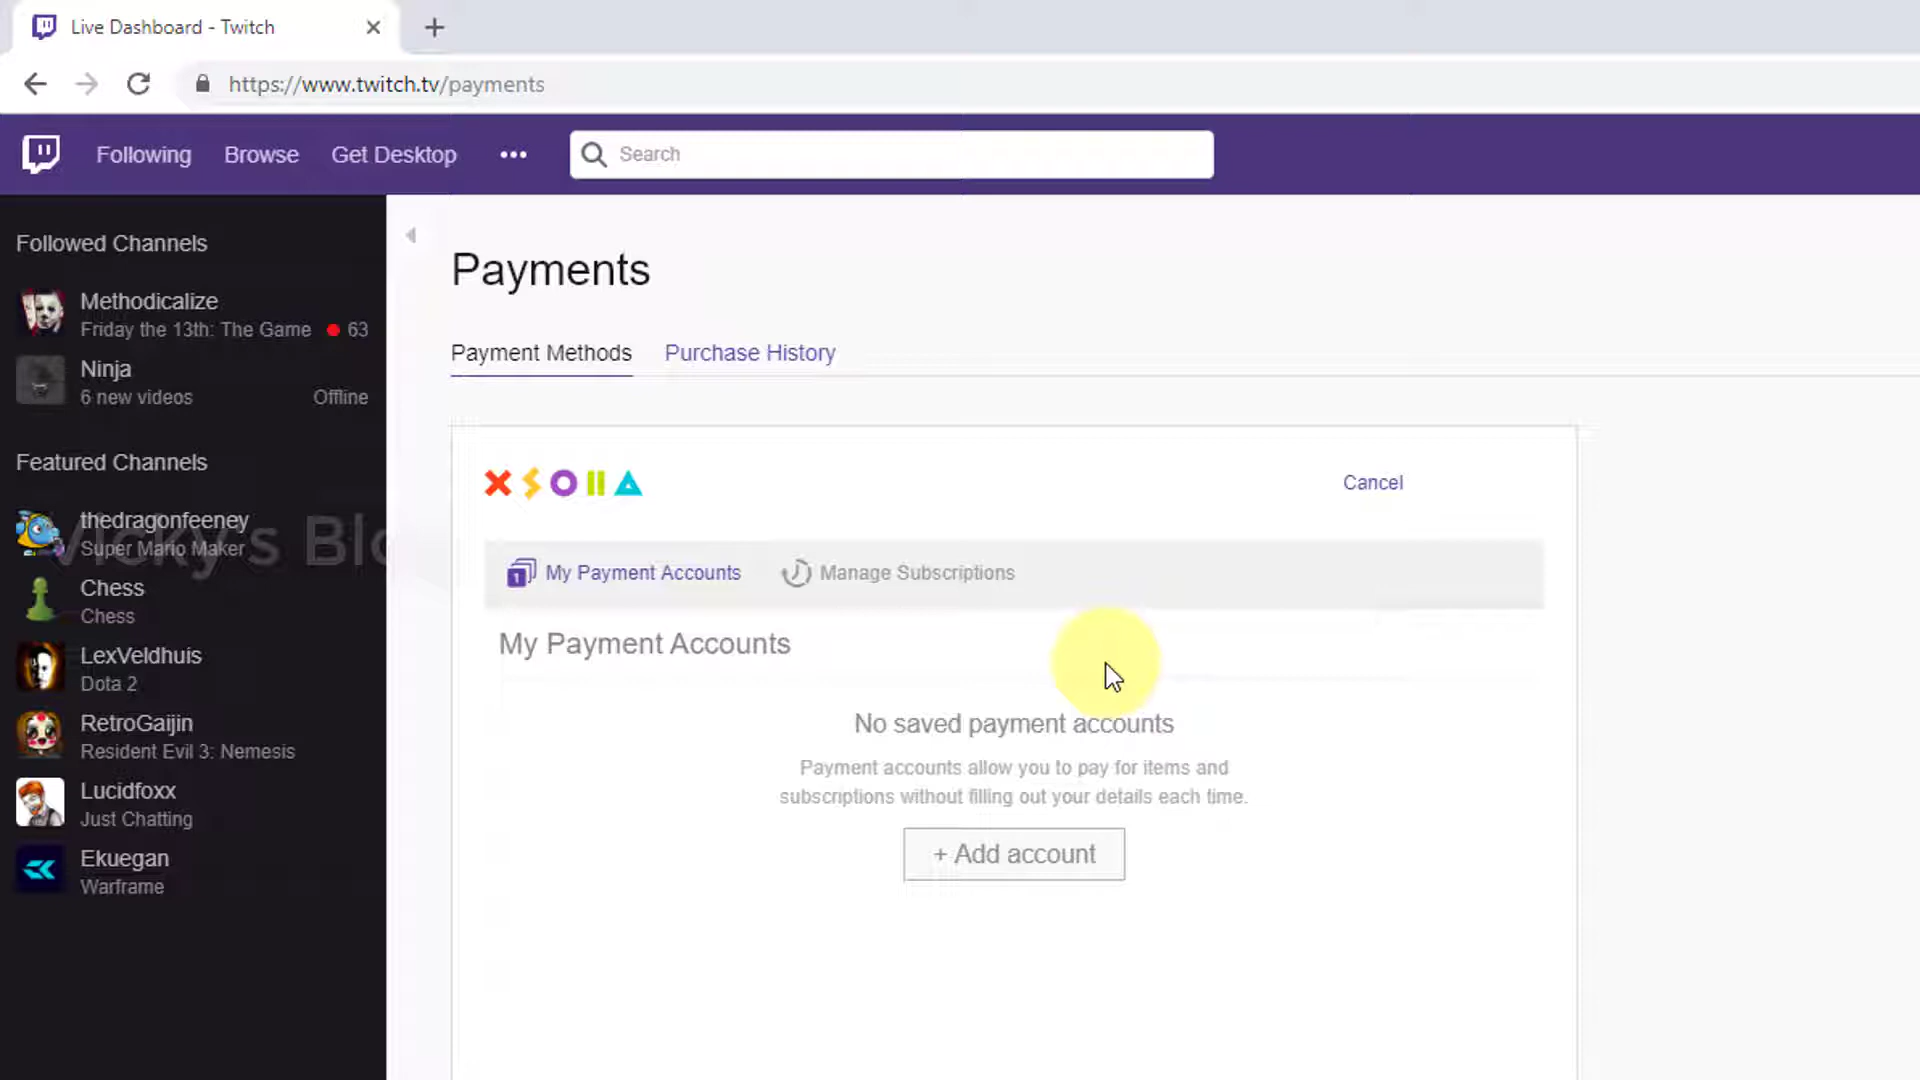 Live Dashboard - Twitch
https://www.twitch.tv/payments
Following Browse Get Desktop ••• Search
Followed Channels
Methodicalize
Friday the 13th: The Game 63
Ninja
6 new videos Offline
Featured Channels
thedragonfeeney
Super Mario Maker
Chess
Chess
LexVeldhuis
Dota 2
RetroGaijin
Resident Evil 3: Nemesis
Lucidfoxx
Just Chatting
Ekuegan
Warframe
Vicky's Blo
Payments
Payment Methods Purchase History
XSOLLA Cancel
1 My Payment Accounts Manage Subscriptions
My Payment Accounts
No saved payment accounts
Payment accounts allow you to pay for items and
subscriptions without filling out your details each time.
+ Add account